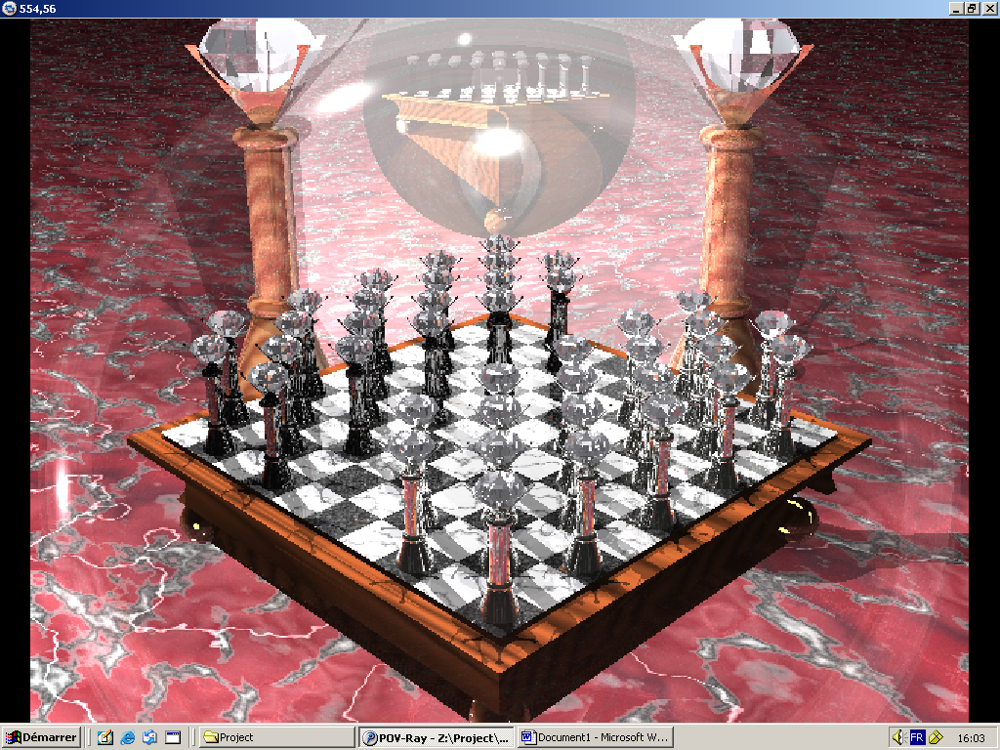 554,56
Démarrer
Project
POV-Ray - Z:\Project\...
Document1 - Microsoft W...
FR
16:03